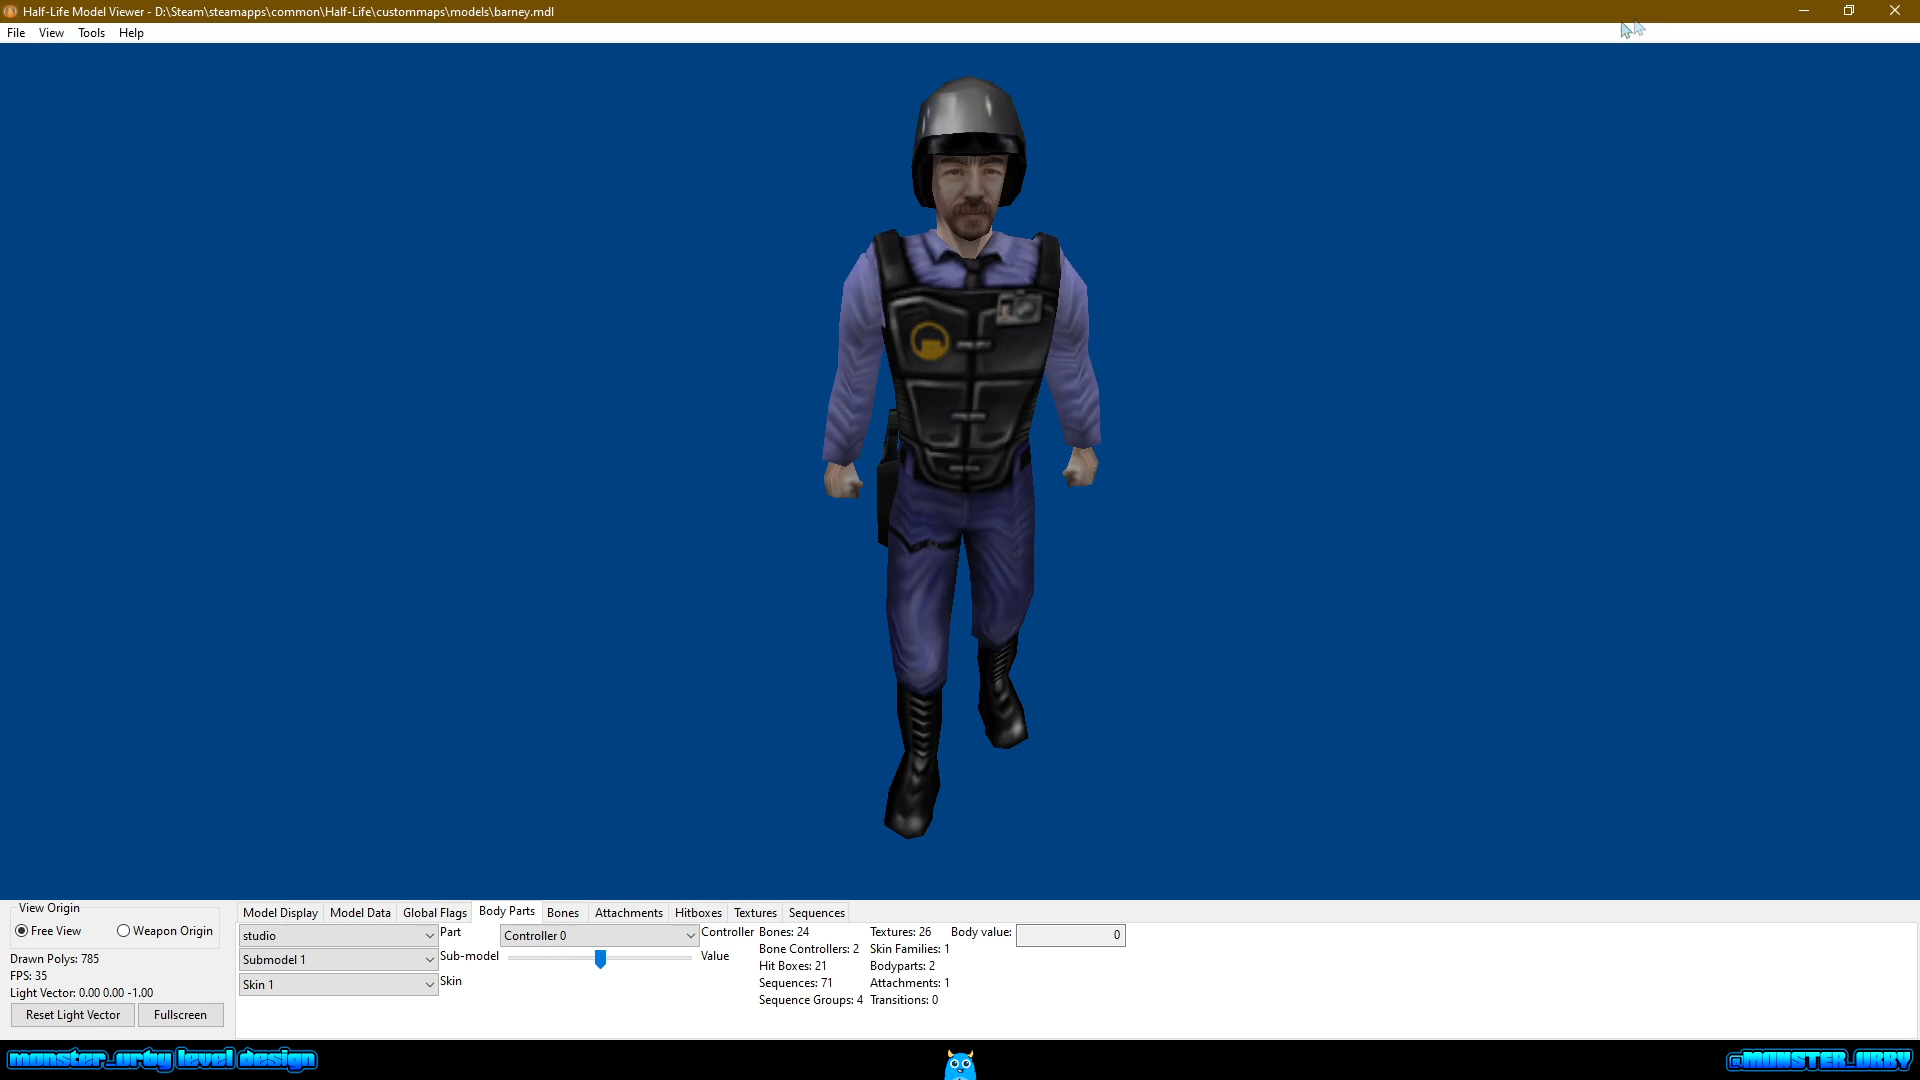 Half-Life Model Viewer - D:\Steam\steamapps\common\Half-Life\custommaps\models\barney.mdl
File View Tools Help
View Origin
Free View Weapon Origin
Drawn Polys: 785
FPS: 35
Light Vector: 0.00 0.00 -1.00
Reset Light Vector Fullscreen
Model Display Model Data Global Flags Body Parts Bones Attachments Hitboxes Textures Sequences
studio Part
Submodel 1 Sub-model
Skin 1 Skin
Controller 0 Controller
Value
Bones: 24
Bone Controllers: 2
Hit Boxes: 21
Sequences: 71
Sequence Groups: 4
Textures: 26
Skin Families: 1
Bodyparts: 2
Attachments: 1
Transitions: 0
Body value: 0
monster_urby level design
@MONSTER_URBY